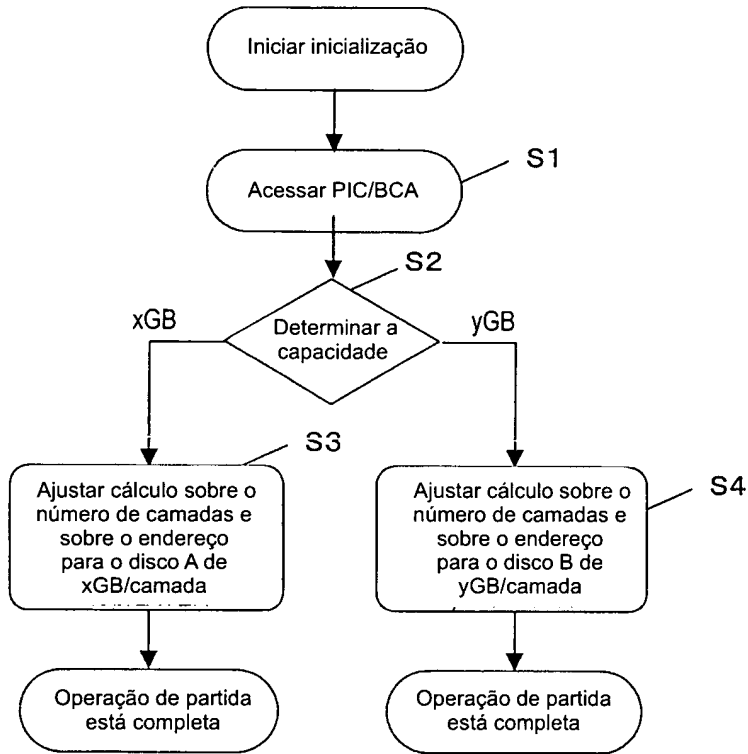 Iniciar inicialização
Acessar PIC/BCA
S1
S2
Determinar a
capacidade
xGB
yGB
S3
Ajustar cálculo sobre o
número de camadas e
sobre o endereço
para o disco A de
xGB/camada
S4
Ajustar cálculo sobre o
número de camadas e
sobre o endereço
para o disco B de
yGB/camada
Operação de partida
está completa
Operação de partida
está completa